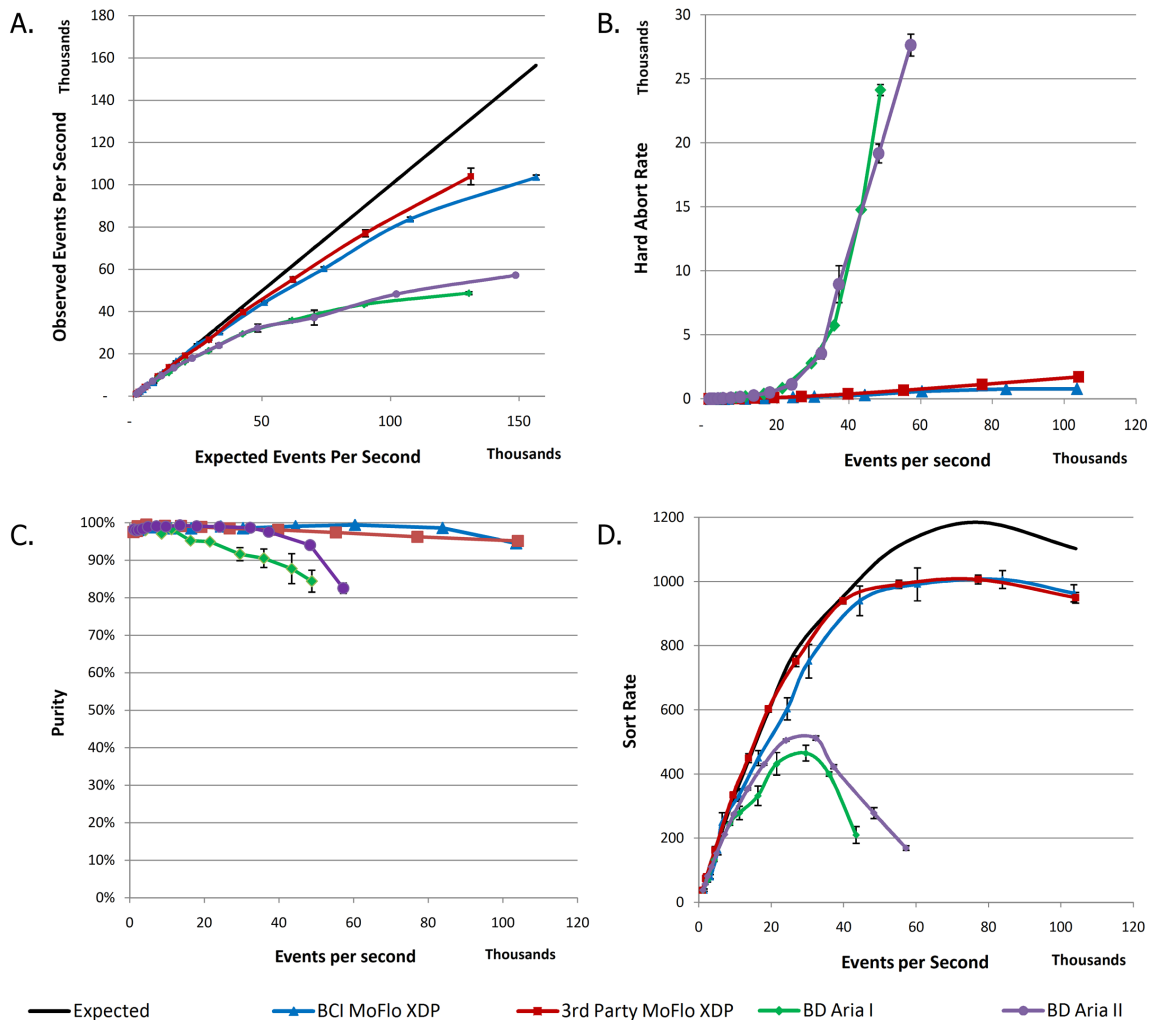 A.
Observed Events Per Second
Thousands
180
160
140
120
100
80
60
40
20
-
- 50 100 150
Expected Events Per Second
Thousands
B.
Hard Abort Rate
Thousands
30
25
20
15
10
5
0
- 20 40 60 80 100 120
Events per second
Thousands
C.
Purity
100%
90%
80%
70%
60%
50%
40%
30%
20%
10%
0%
0 20 40 60 80 100 120
Events per second
Thousands
D.
Sort Rate
1200
1000
800
600
400
200
0
0 20 40 60 80 100 120
Events per Second
Thousands
Expected BCI MoFlo XDP 3rd Party MoFlo XDP BD Aria I BD Aria II